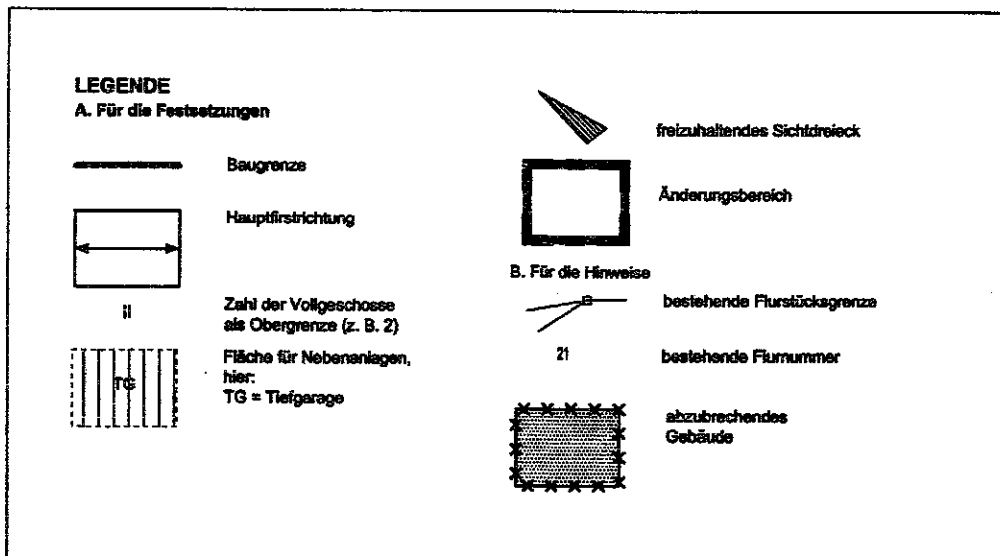 LEGENDE
A. Für die Festsetzungen
Baugrenze
Hauptfirstrichtung
II
Zahl der Vollgeschosse
als Obergrenze (z. B. 2)
TG
Fläche für Nebenanlagen,
hier:
TG = Tiefgarage
freizuhaltendes Sichtdreieck
Änderungsbereich
B. Für die Hinweise
bestehende Flurstücksgrenze
21
bestehende Flurnummer
abzubrechendes
Gebäude